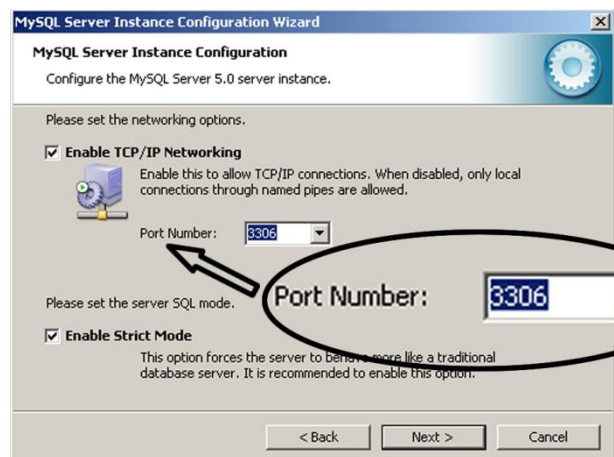 MySQL Server Instance Configuration Wizard
MySQL Server Instance Configuration
Configure the MySQL Server 5.0 server instance.
Please set the networking options.
Enable TCP/IP Networking
Enable this to allow TCP/IP connections. When disabled, only local
connections through named pipes are allowed.
Port Number: 3306
Port Number: 3306
Please set the server SQL mode.
Enable Strict Mode
This option forces the server to behave more like a traditional
database server. It is recommended to enable this option.
< Back Next > Cancel